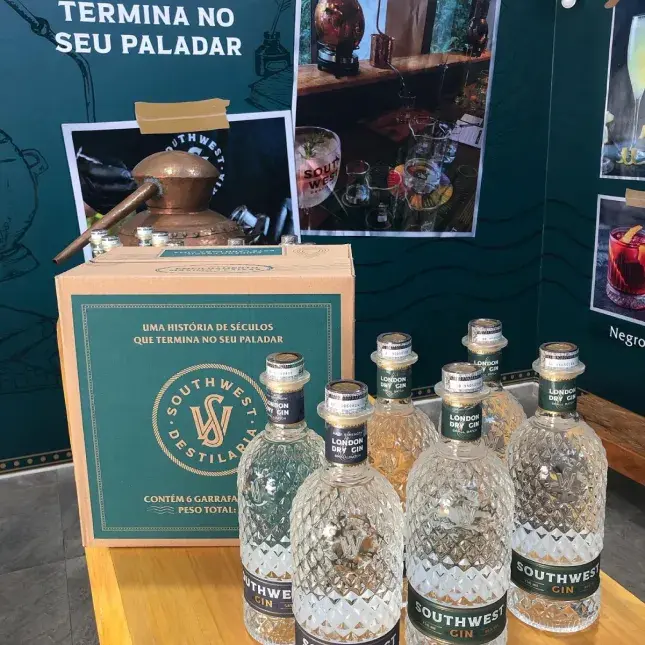 TERMINA NO
SEU PALADAR
SOUTHWEST
SOUTH
WEST
Negro
UMA HISTÓRIA DE SÉCULOS
QUE TERMINA NO SEU PALADAR
SOUTHWEST
DESTILARIA
CONTÉM 6 GARRAFA
PESO TOTAL:
LONDON
DRY GIN
LONDON
DRY GIN
LONDON
DRY GIN
LONDON
DRY GIN
LONDON
DRY GIN
SOUTHWEST
GIN
SOUTHWES
GIN
SOUTHWEST
GIN
SOUTHWEST